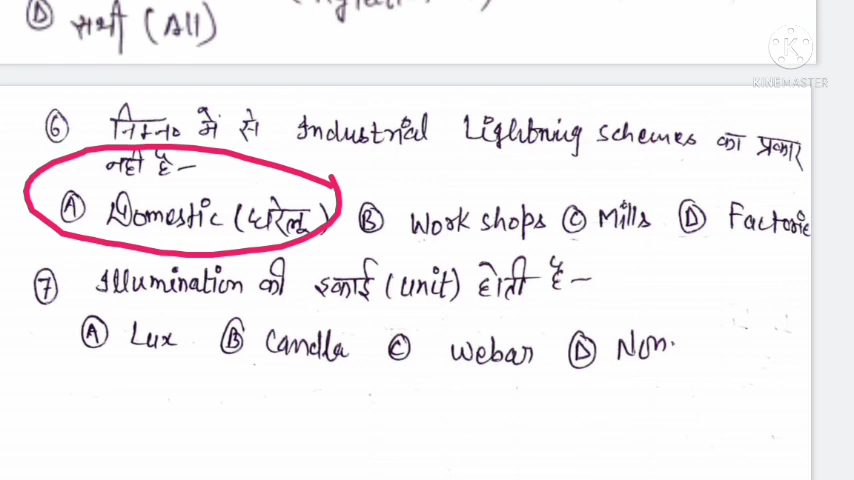 Ⓓ सभी (All)
KINEMASTER
⑥ निम्न० में से Industrial Lightning schemes का प्रकार
नहीं है -
Ⓐ Domestic (घरेलू) Ⓑ Work shops Ⓒ Mills Ⓓ Factorie
⑦ Illumination की इकाई (unit) होती है -
Ⓐ Lux Ⓑ Candla Ⓒ Webar Ⓓ Non.